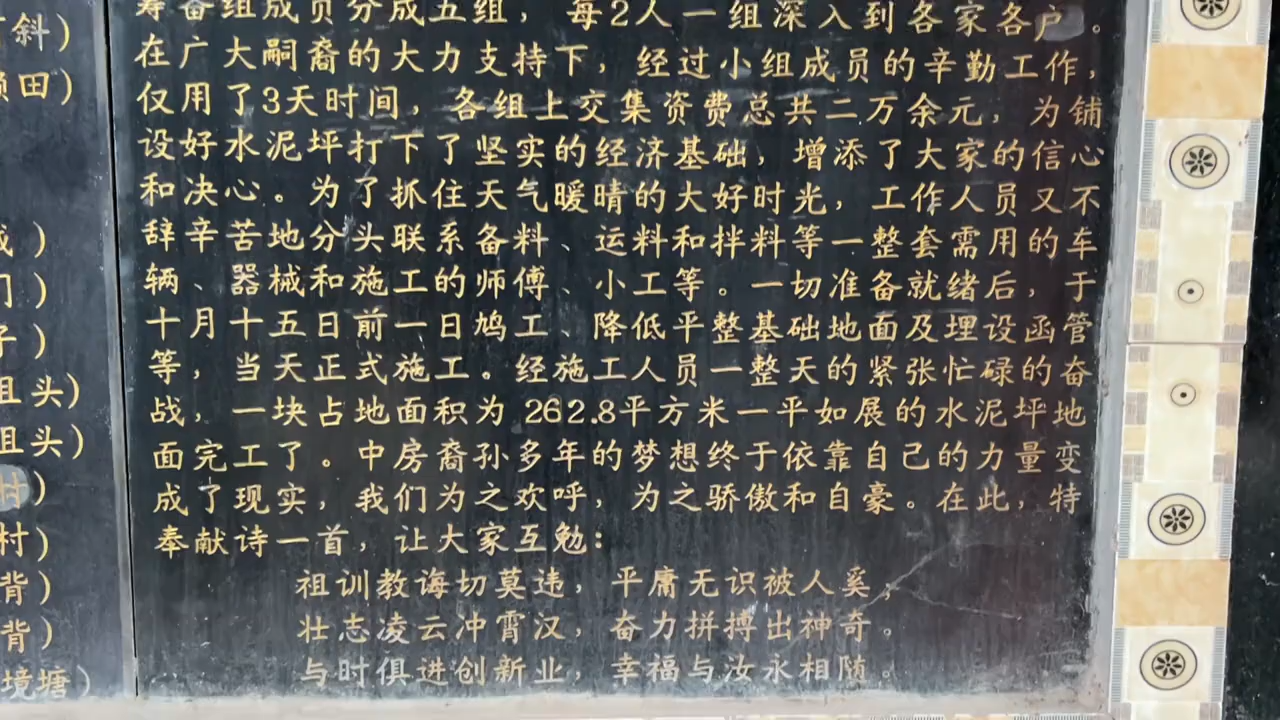 斜)
田)
)
)
)
头)
且头)
)
村)
背)
背)
境塘)
筹备组成员分成五组，每2人一组深入到各家各户。
在广大嗣裔的大力支持下，经过小组成员的辛勤工作，
仅用了3天时间，各组上交集资费总共二万余元，为铺
设好水泥坪打下了坚实的经济基础，增添了大家的信心
和决心。为了抓住天气暖晴的大好时光，工作人员又不
辞辛苦地分头联系备料、运料和拌料等一整套需用的车
辆、器械和施工的师傅、小工等。一切准备就绪后，于
十月十五日前一日鸠工、降低平整基础地面及埋设函管
等，当天正式施工。经施工人员一整天的紧张忙碌的奋
战，一块占地面积为262.8平方米一平如展的水泥坪地
面完工了。中房裔孙多年的梦想终于依靠自己的力量变
成了现实，我们为之欢呼，为之骄傲和自豪。在此，特
奉献诗一首，让大家互勉：
祖训教诲切莫违，平庸无识被人奚，
壮志凌云冲霄汉，奋力拼搏出神奇。
与时俱进创新业，幸福与汝永相随。